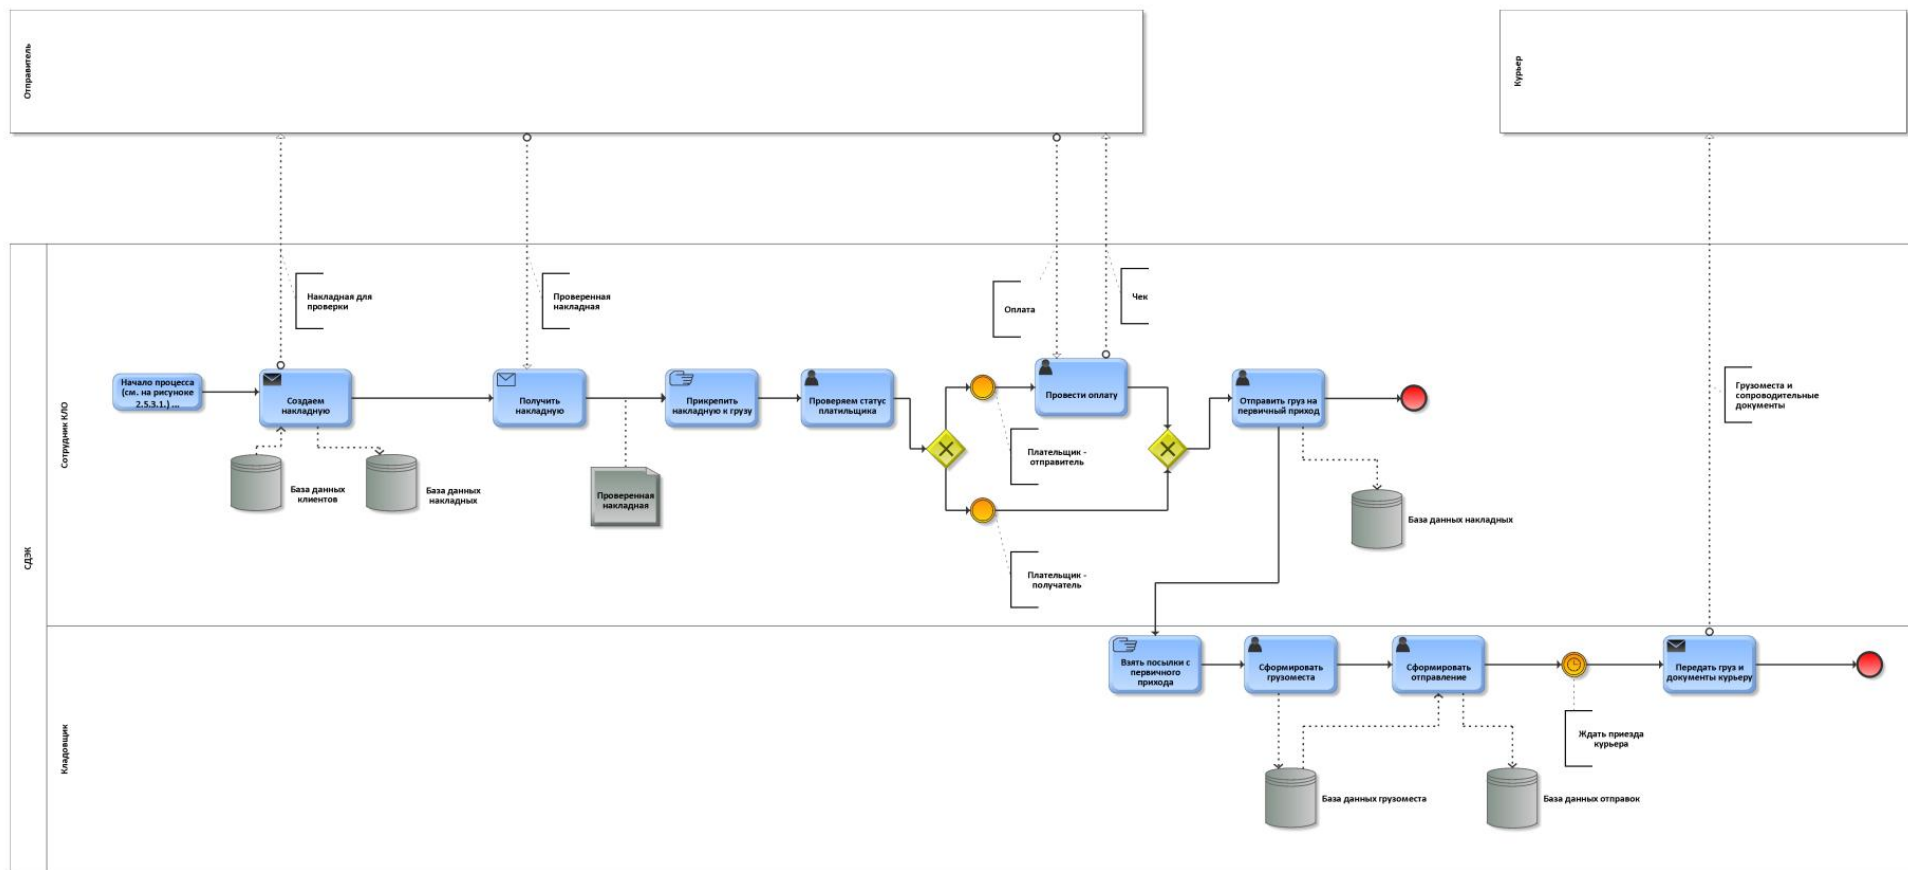 Отправитель
Курьер
Накладная для
проверки
Проверенная
накладная
Оплата
Чек
Начало процесса
(см. на рисуноке
2.5.3.1.) ...
Создаем
накладную
Получить
накладную
Прикрепить
накладную к грузу
Проверяем статус
платильщика
Провести оплату
Отправить груз на
первичный приход
Грузоместа и
сопроводительные
документы
Сотрудник КЛО
База данных
клиентов
База данных
накладных
Проверенная
накладная
Плательщик -
отправитель
База данных накладных
СДЭК
Плательщик -
получатель
Взять посылки с
первичного
прихода
Сформировать
грузоместа
Сформировать
отправление
Передать груз и
документы курьеру
Кладовщик
Ждать приезда
курьера
База данных грузоместа
База данных отправок